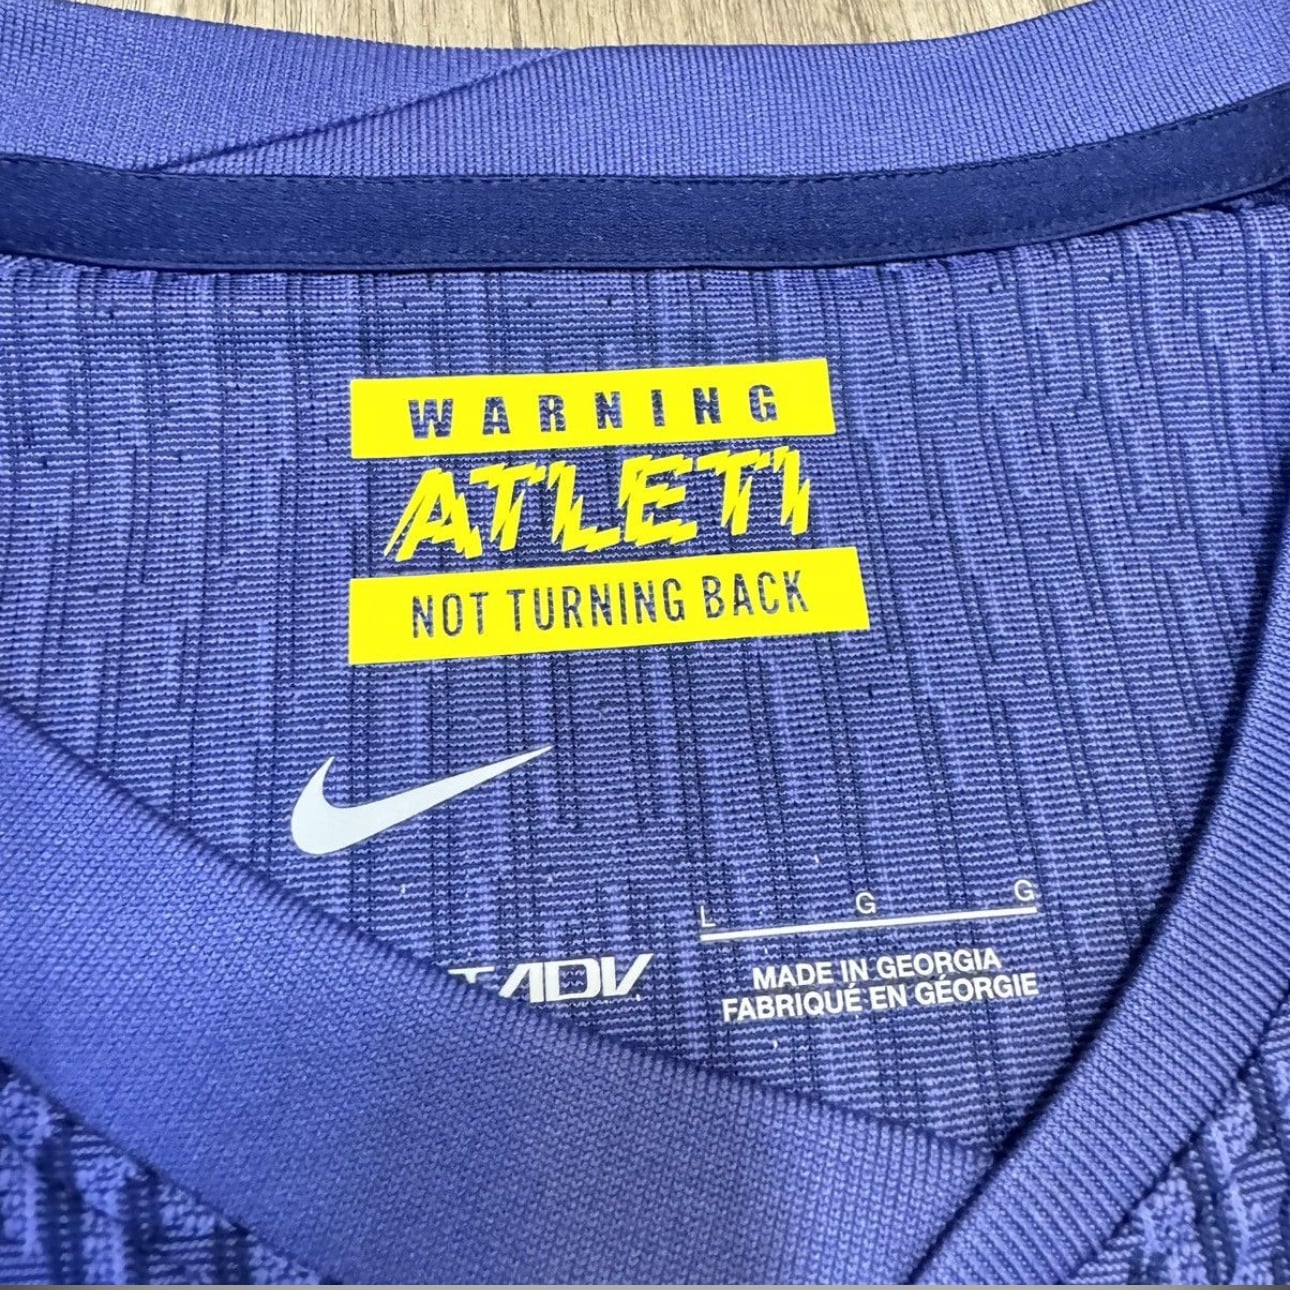 WARNING
ATLETI
NOT TURNING BACK
L G G
ADV
MADE IN GEORGIA
FABRIQUÉ EN GÉORGIE